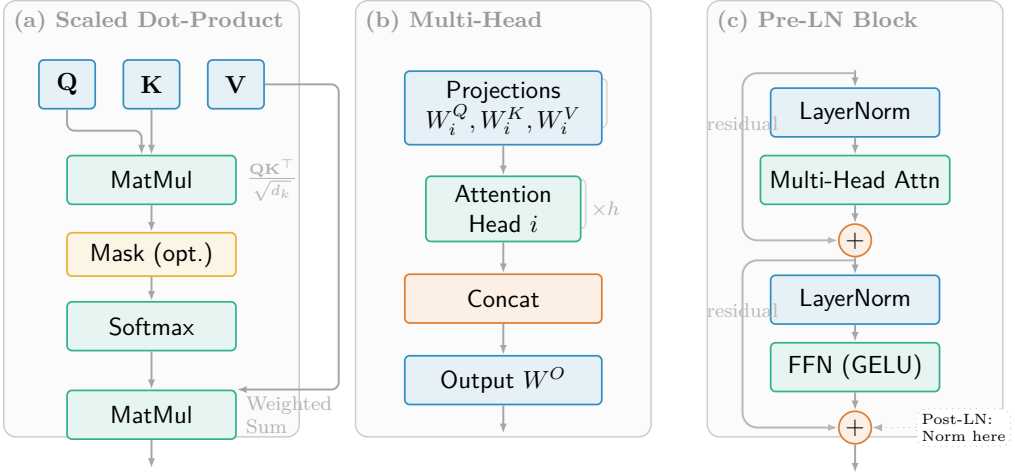 (a) Scaled Dot-Product
Q K V
MatMul
QK⊤
√dk
Mask (opt.)
Softmax
MatMul
Weighted
Sum
(b) Multi-Head
Projections
W_i^Q, W_i^K, W_i^V
Attention
Head i
×h
Concat
Output W^O
(c) Pre-LN Block
residual
LayerNorm
Multi-Head Attn
+
residual
LayerNorm
FFN (GELU)
+
Post-LN:
Norm here